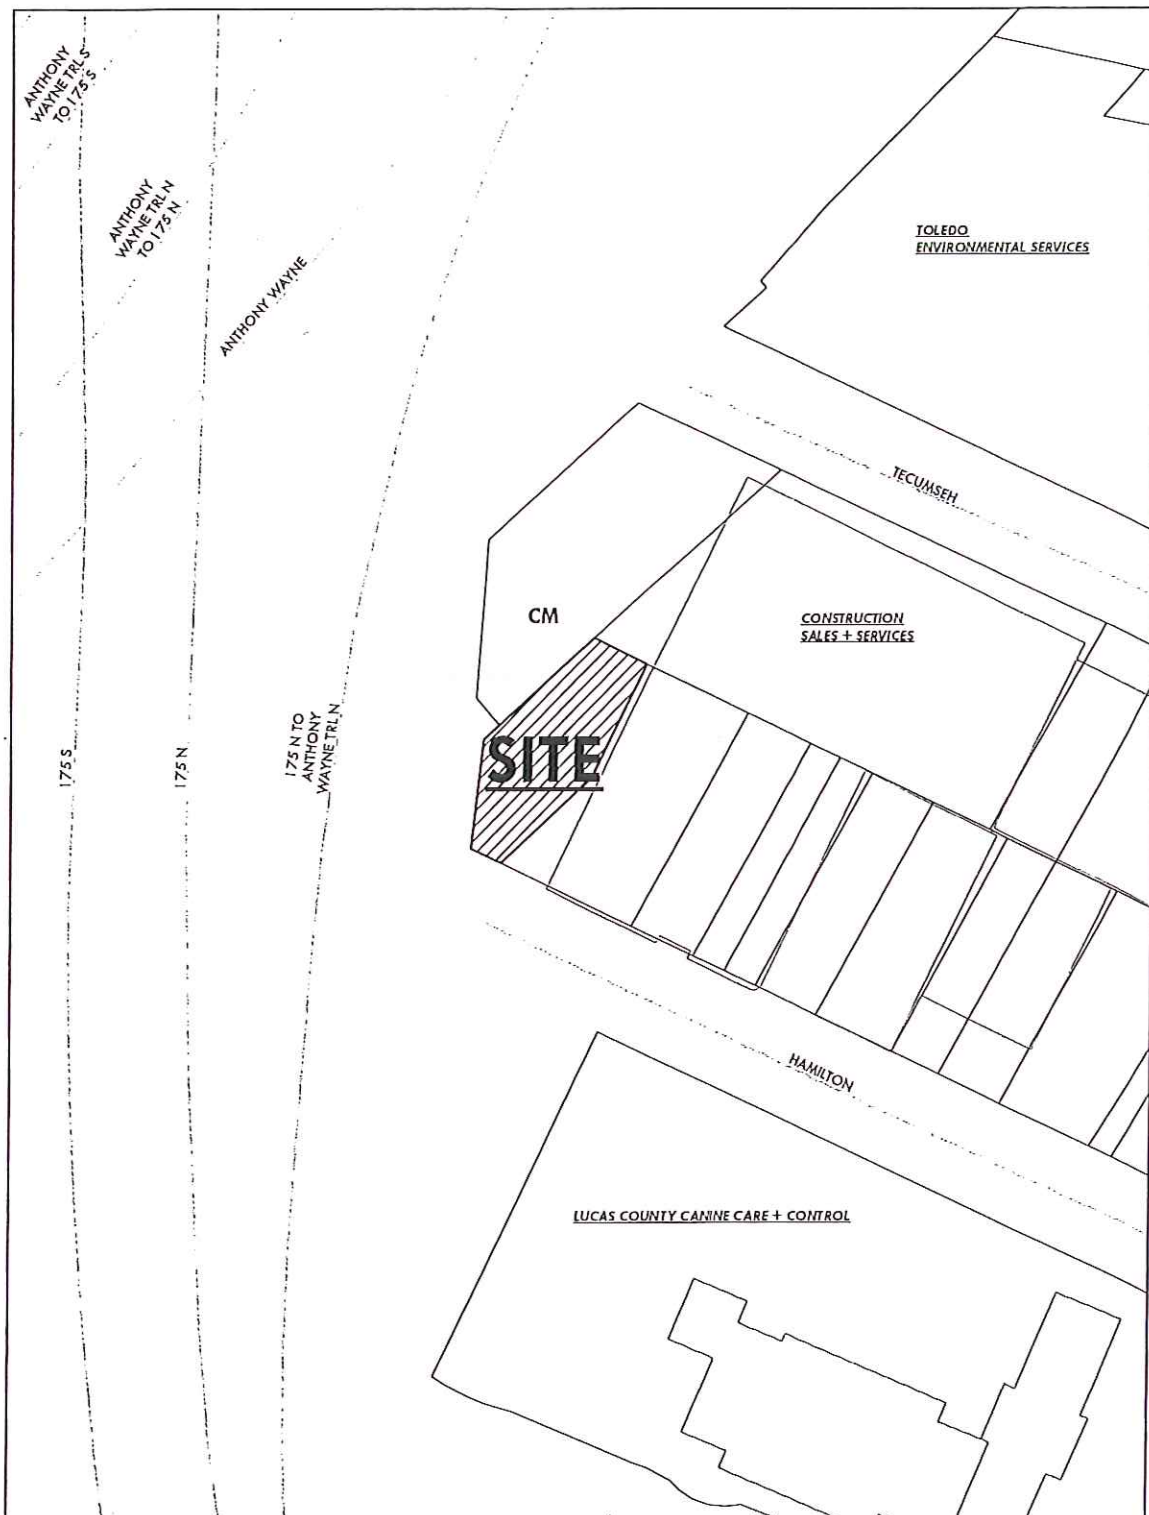 ANTHONY
WAYNE TRL S
TO I 75 S
ANTHONY
WAYNE TRL N
TO I 75 N
ANTHONY WAYNE
TOLEDO
ENVIRONMENTAL SERVICES
TECUMSEH
CM
CONSTRUCTION
SALES + SERVICES
SITE
I 75 S
I 75 N
I 75 N TO
ANTHONY
WAYNE TRL N
HAMILTON
LUCAS COUNTY CANINE CARE + CONTROL